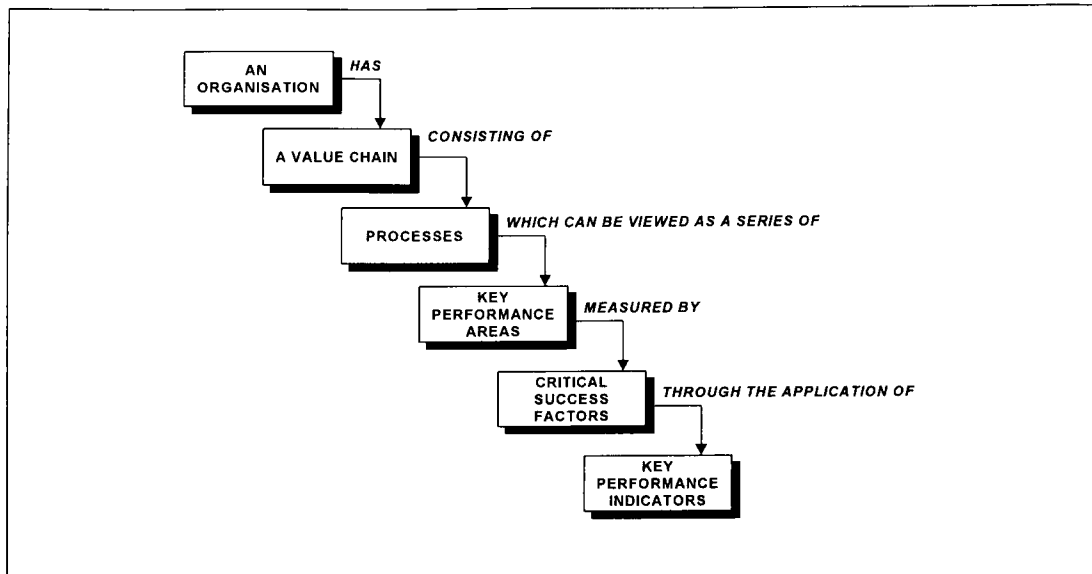 AN
ORGANISATION
HAS
A VALUE CHAIN
CONSISTING OF
PROCESSES
WHICH CAN BE VIEWED AS A SERIES OF
KEY
PERFORMANCE
AREAS
MEASURED BY
CRITICAL
SUCCESS
FACTORS
THROUGH THE APPLICATION OF
KEY
PERFORMANCE
INDICATORS